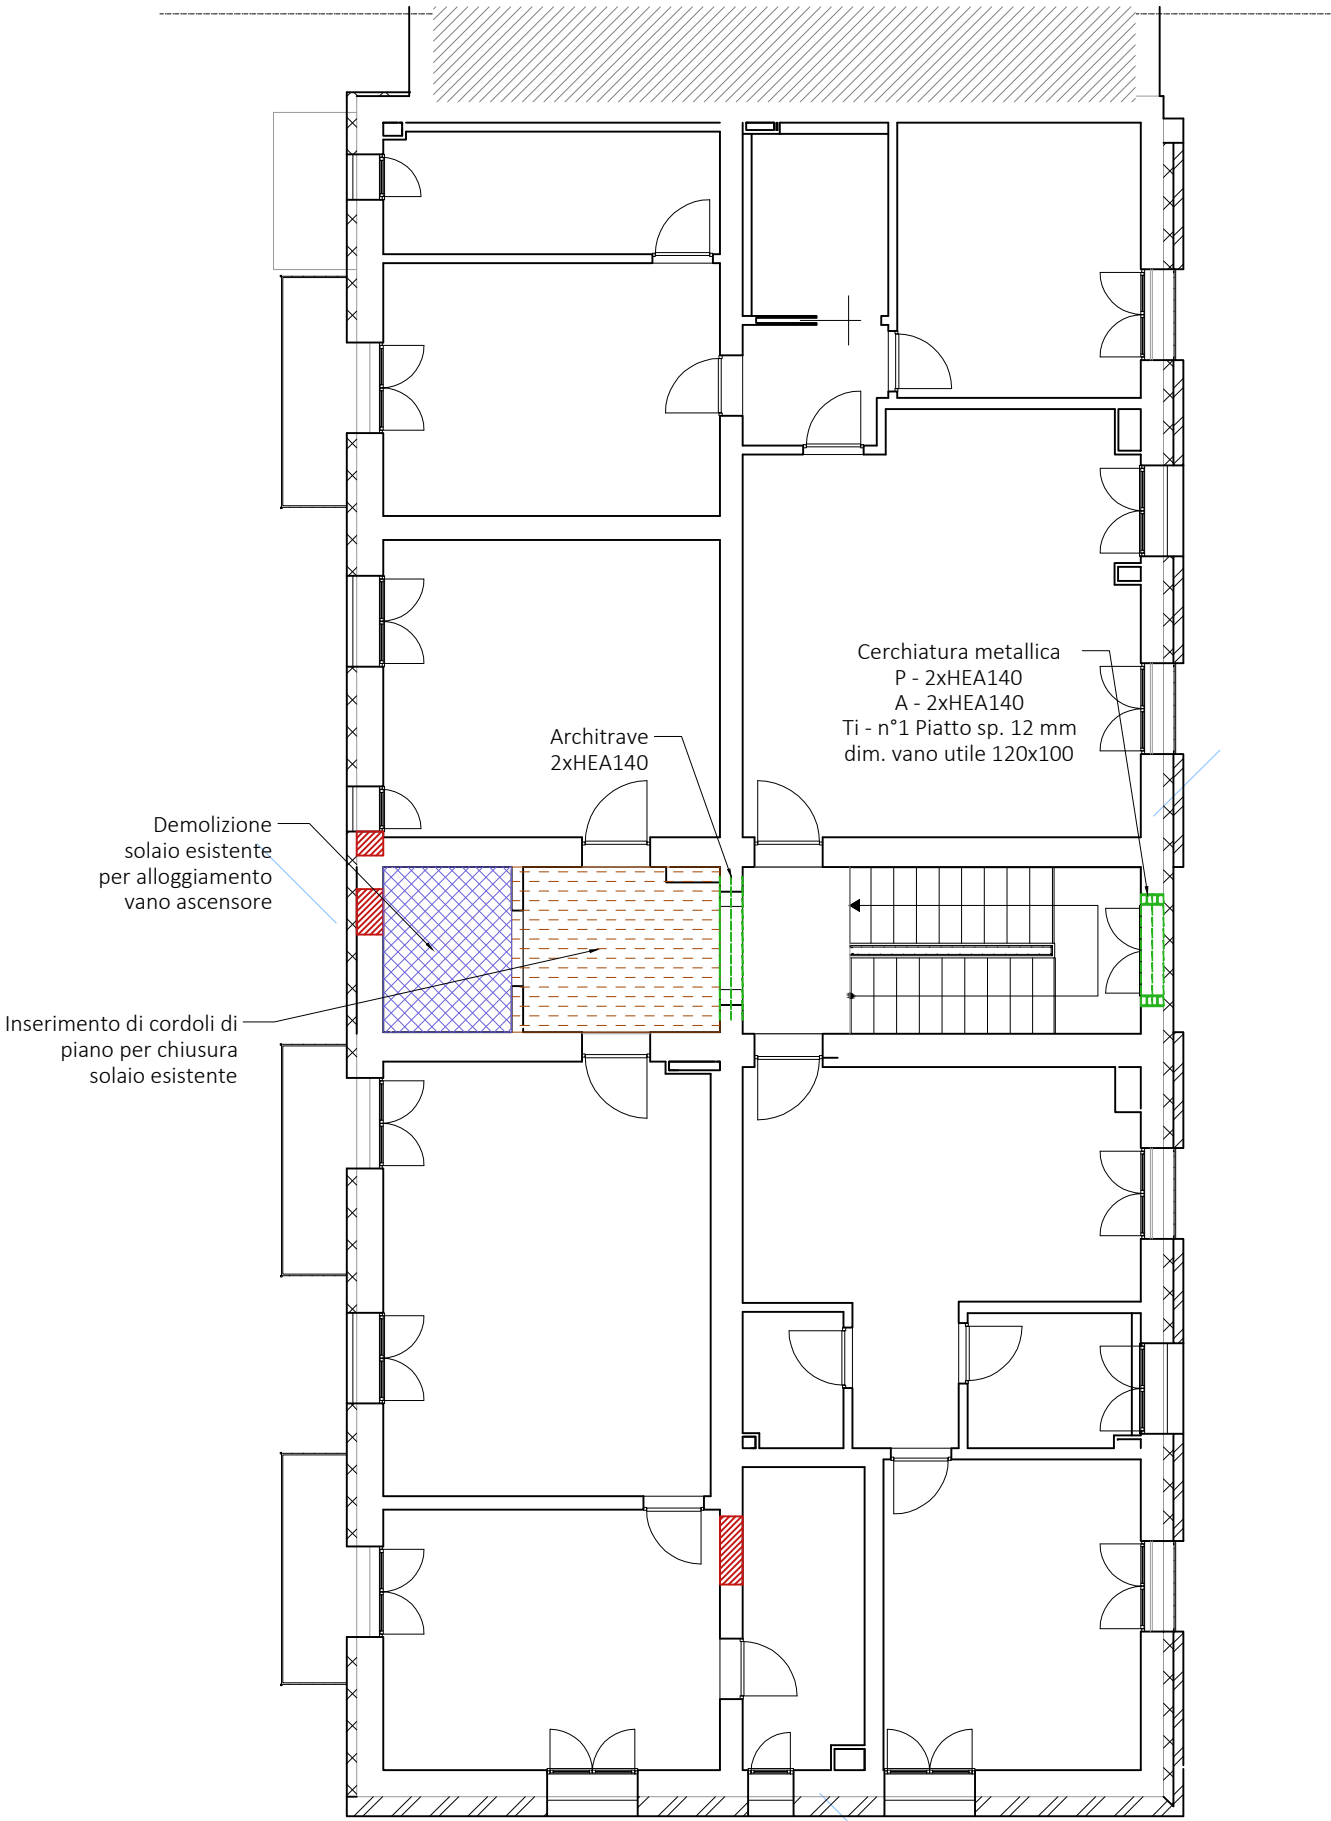 Cerchiatura metallica
P - 2xHEA140
A - 2xHEA140
Ti - n°1 Piatto sp. 12 mm
dim. vano utile 120x100
Architrave
2xHEA140
Demolizione
solaio esistente
per alloggiamento
vano ascensore
Inserimento di cordoli di
piano per chiusura
solaio esistente